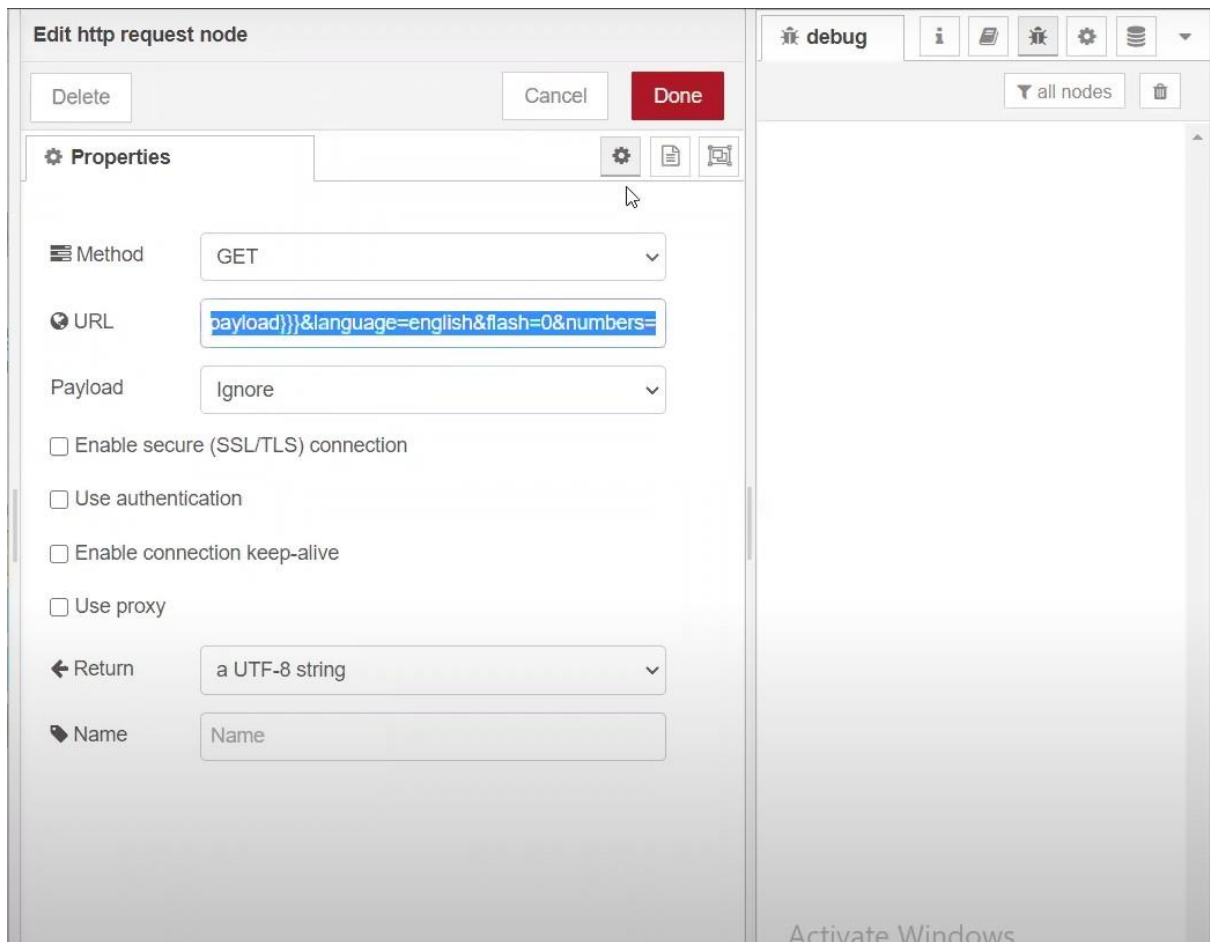 Edit http request node
debug
Delete
Cancel
Done
all nodes
Properties
Method
GET
URL
payload}}}&language=english&flash=0&numbers=
Payload
Ignore
Enable secure (SSL/TLS) connection
Use authentication
Enable connection keep-alive
Use proxy
Return
a UTF-8 string
Name
Name
Activate Windows